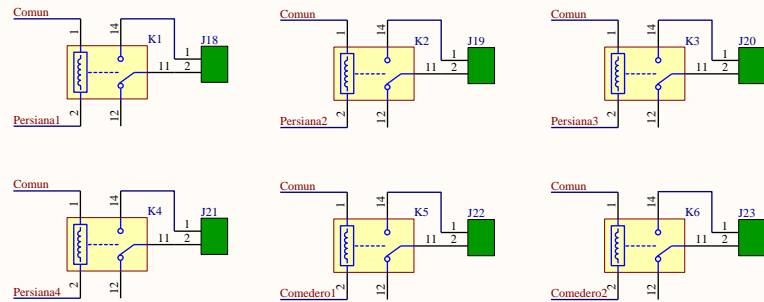 Comun
14
K1
J18
1
1
11
2
2
12
Persiana1
Comun
14
K2
J19
1
1
11
2
2
12
Persiana2
Comun
14
K3
J20
1
1
11
2
2
12
Persiana3
Comun
14
K4
J21
1
1
11
2
2
12
Persiana4
Comun
14
K5
J22
1
1
11
2
2
12
Comedero1
Comun
14
K6
J23
1
1
11
2
2
12
Comedero2